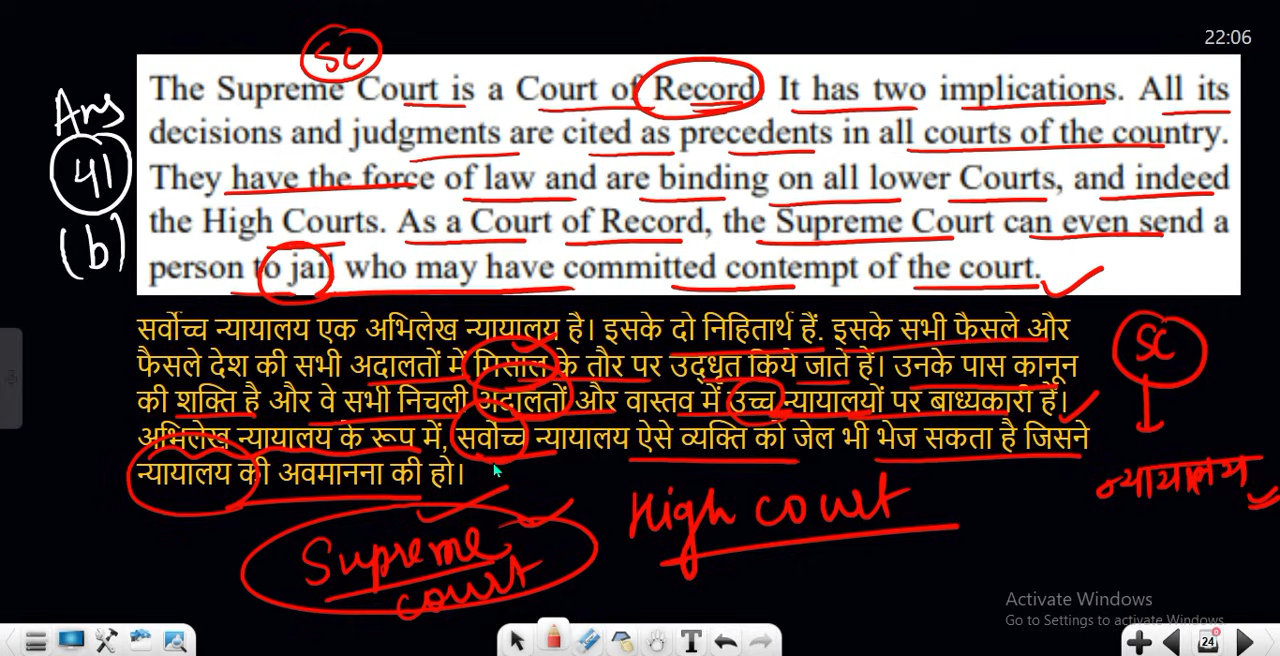 22:06
SC
The Supreme Court is a Court of Record. It has two implications. All its
decisions and judgments are cited as precedents in all courts of the country.
They have the force of law and are binding on all lower Courts, and indeed
the High Courts. As a Court of Record, the Supreme Court can even send a
person to jail who may have committed contempt of the court.
Ans
41
(b)
सर्वोच्च न्यायालय एक अभिलेख न्यायालय है। इसके दो निहितार्थ हैं. इसके सभी फैसले और
फैसले देश की सभी अदालतों में मिसाल के तौर पर उद्धृत किये जाते हैं। उनके पास कानून
की शक्ति है और वे सभी निचली अदालतों और वास्तव में उच्च न्यायालयों पर बाध्यकारी हैं।
अभिलेख न्यायालय के रूप में, सर्वोच्च न्यायालय ऐसे व्यक्ति को जेल भी भेज सकता है जिसने
न्यायालय की अवमानना की हो।
SC
न्यायालय
High court
Supreme
court
Activate Windows
Go to Settings to activate Windows.
T
24